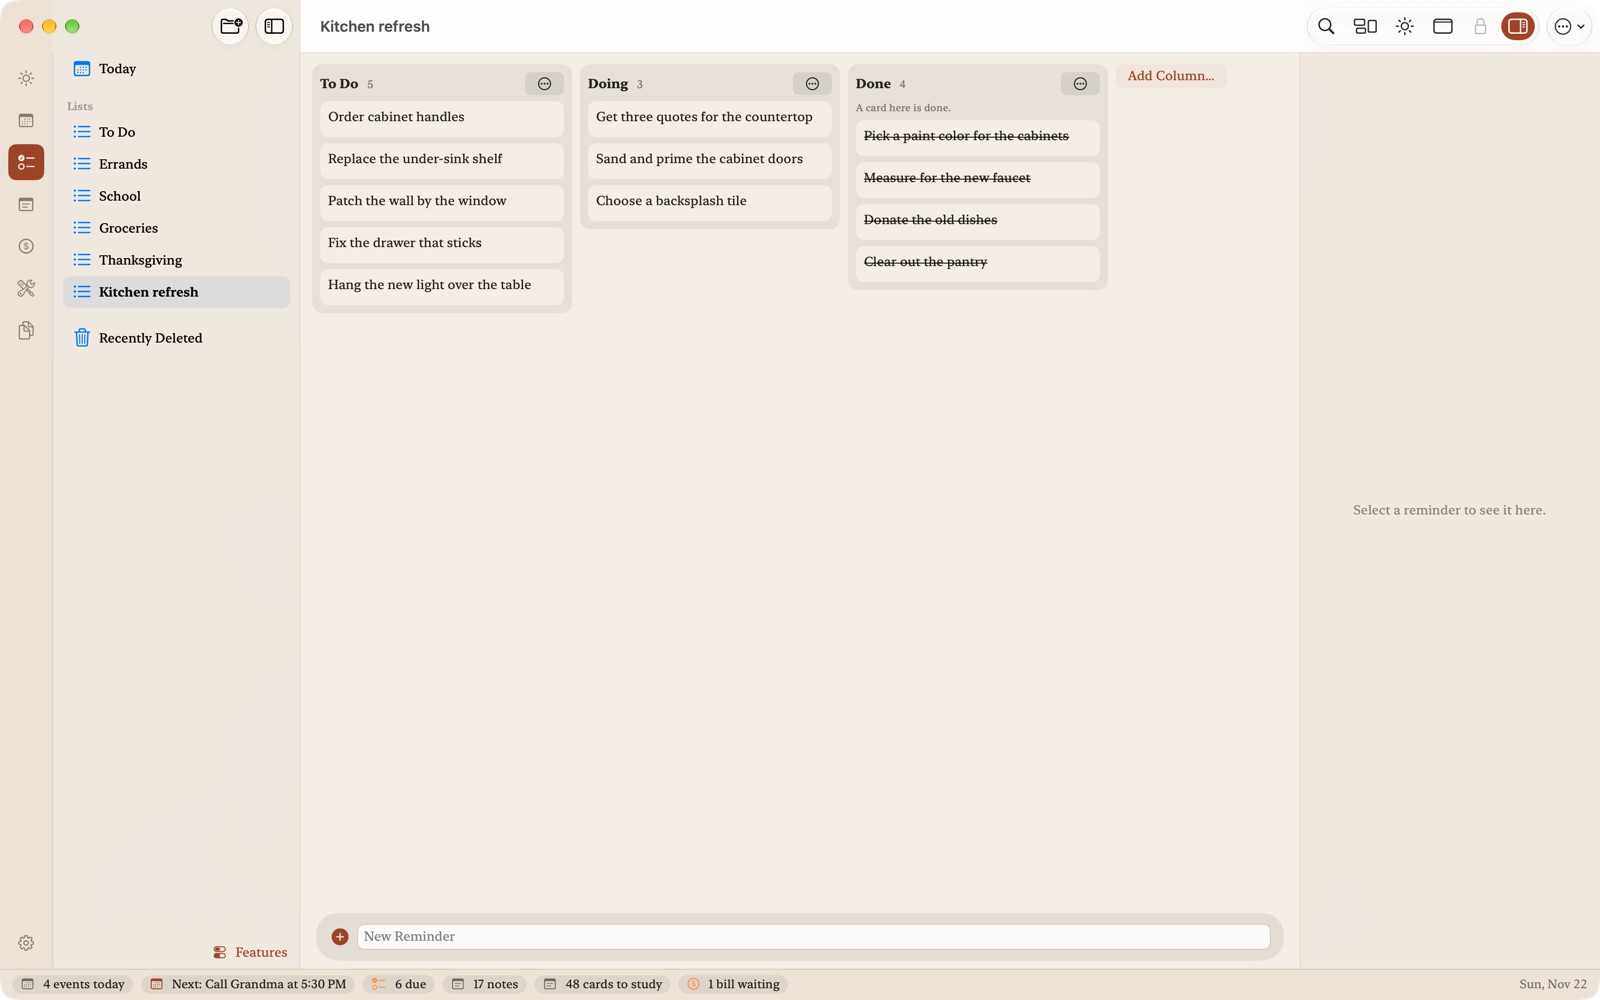 Kitchen refresh
Today
Lists
To Do
Errands
School
Groceries
Thanksgiving
Kitchen refresh
Recently Deleted
Features
To Do 5
Order cabinet handles
Replace the under-sink shelf
Patch the wall by the window
Fix the drawer that sticks
Hang the new light over the table
Doing 3
Get three quotes for the countertop
Sand and prime the cabinet doors
Choose a backsplash tile
Done 4
A card here is done.
Pick a paint color for the cabinets
Measure for the new faucet
Donate the old dishes
Clear out the pantry
Add Column...
Select a reminder to see it here.
New Reminder
4 events today
Next: Call Grandma at 5:30 PM
6 due
17 notes
48 cards to study
1 bill waiting
Sun, Nov 22